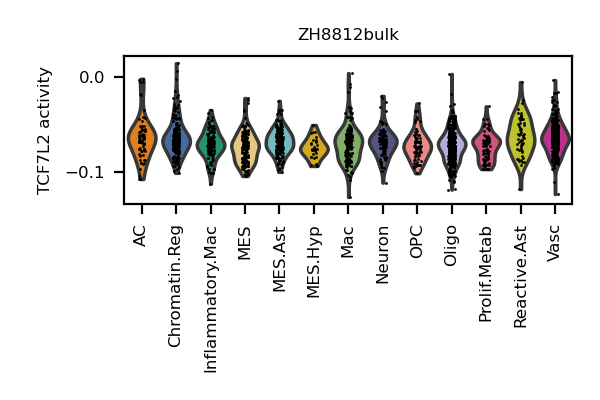 ZH8812bulk
TCF7L2 activity
0.0
−0.1
AC
Chromatin.Reg
Inflammatory.Mac
MES
MES.Ast
MES.Hyp
Mac
Neuron
OPC
Oligo
Prolif.Metab
Reactive.Ast
Vasc